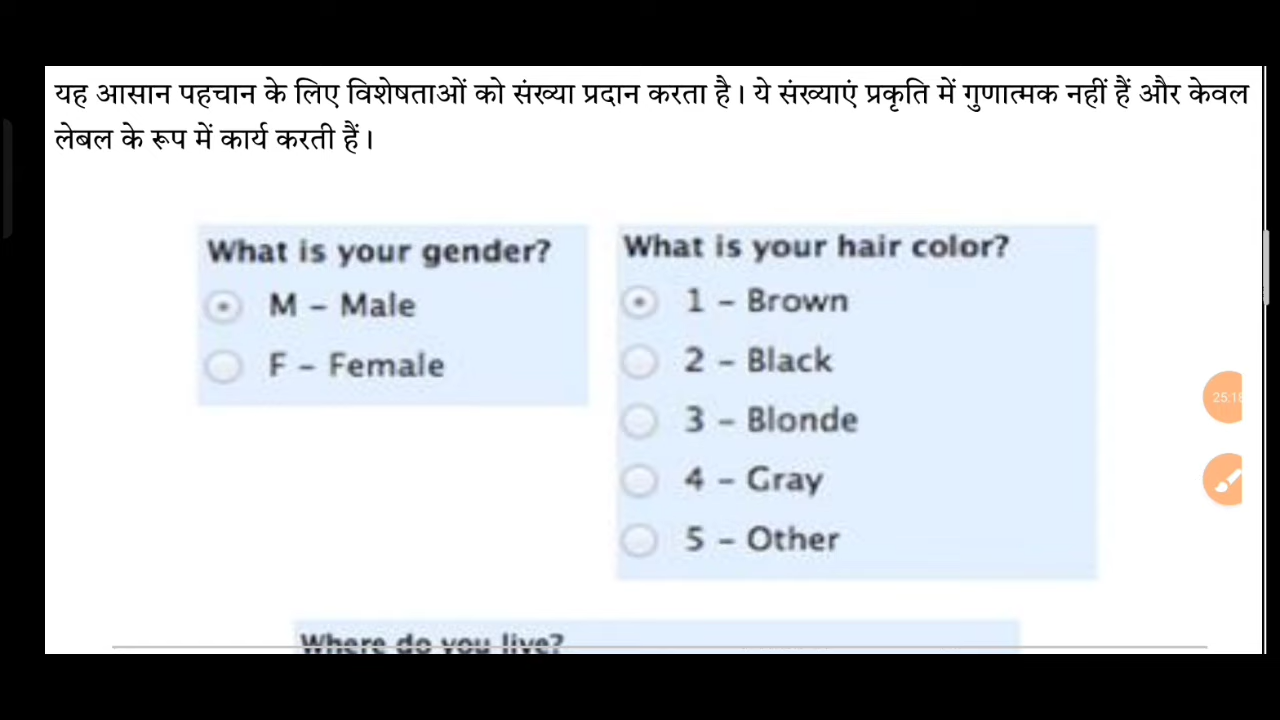 यह आसान पहचान के लिए विशेषताओं को संख्या प्रदान करता है। ये संख्याएं प्रकृति में गुणात्मक नहीं हैं और केवल
लेबल के रूप में कार्य करती हैं।
What is your gender?
M – Male
F – Female
What is your hair color?
1 – Brown
2 – Black
3 – Blonde
4 – Gray
5 – Other
25:18
Where do you live?